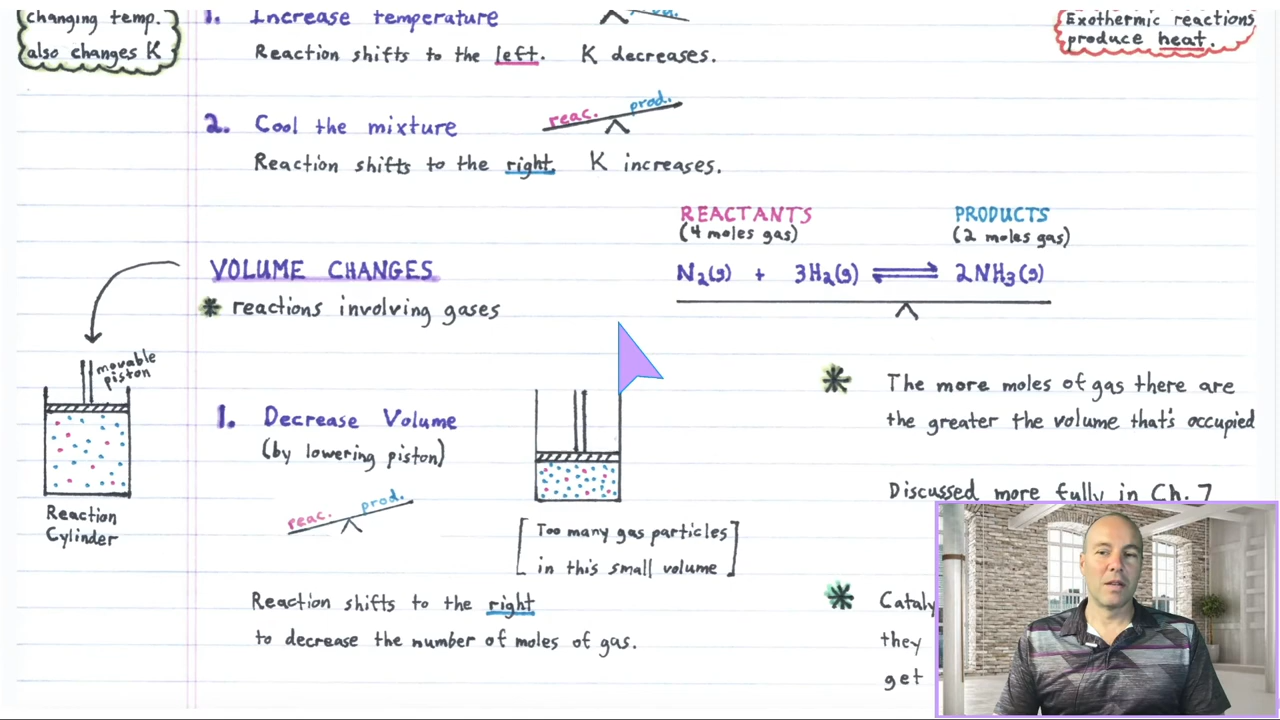 changing temp.
also changes K
1. Increase temperature
Reaction shifts to the left. K decreases.
Exothermic reactions
produce heat.
2. Cool the mixture
reac. prod.
Reaction shifts to the right. K increases.
REACTANTS
(4 moles gas)
PRODUCTS
(2 moles gas)
N₂(g) + 3H₂(g) ⇌ 2NH₃(g)
VOLUME CHANGES
* reactions involving gases
movable
piston
Reaction
Cylinder
1. Decrease Volume
(by lowering piston)
reac. prod.
[Too many gas particles
in this small volume]
Reaction shifts to the right
to decrease the number of moles of gas.
* The more moles of gas there are
the greater the volume that's occupied
Discussed more fully in Ch. 7
* Cataly
they
get